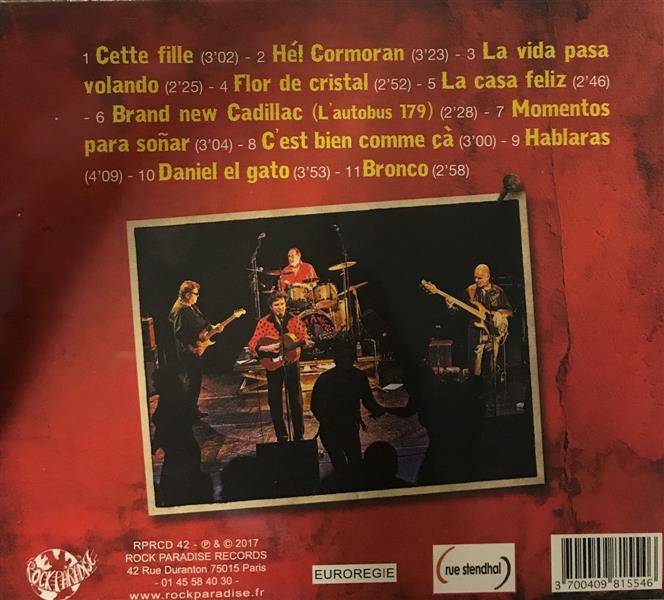 1 Cette fille (3'02) - 2 Hé! Cormoran (3'23) - 3 La vida pasa
volando (2'25) - 4 Flor de cristal (2'52) - 5 La casa feliz (2'46)
- 6 Brand new Cadillac (L'autobus 179) (2'28) - 7 Momentos
para soñar (3'04) - 8 C'est bien comme çà (3'00) - 9 Hablaras
(4'09) - 10 Daniel el gato (3'53) - 11 Bronco (2'58)
ROCK PARADISE
RPRCD 42 - ℗ & © 2017
ROCK PARADISE RECORDS
42 Rue Duranton 75015 Paris
- 01 45 58 40 30 -
www.rockparadise.fr
EUROREGIE
rue stendhal
3 700409 815546